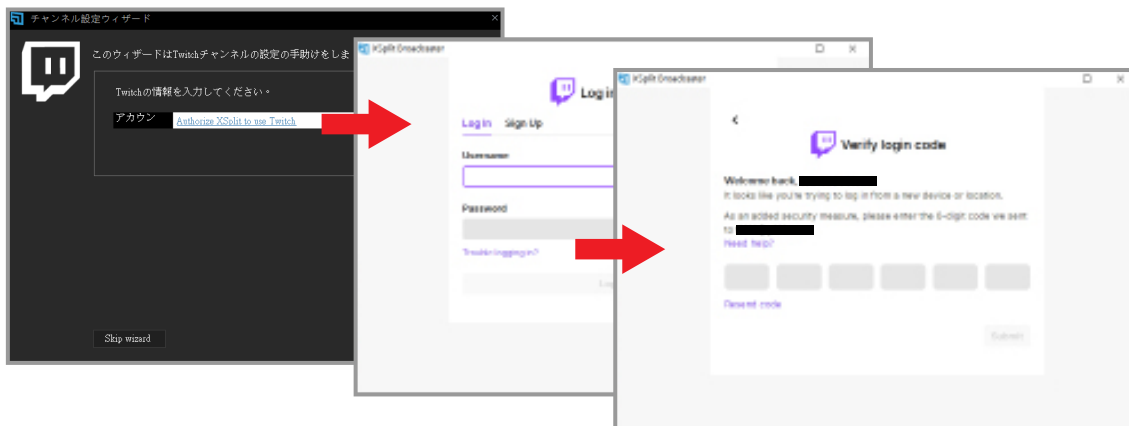 チャンネル設定ウィザード
このウィザードはTwitchチャンネルの設定の手助けをしま
Twitchの情報を入力してください。
アカウン
Authorize XSplit to use Twitch
Skip wizard
XSplit Broadcaster
Log in
Log In Sign Up
Username
Password
Trouble logging in?
Log
XSplit Broadcaster
Verify login code
Welcome back,
It looks like you're trying to log in from a new device or location.
As an added security measure, please enter the 6-digit code we sent
to
Need help?
Resend code
Submit